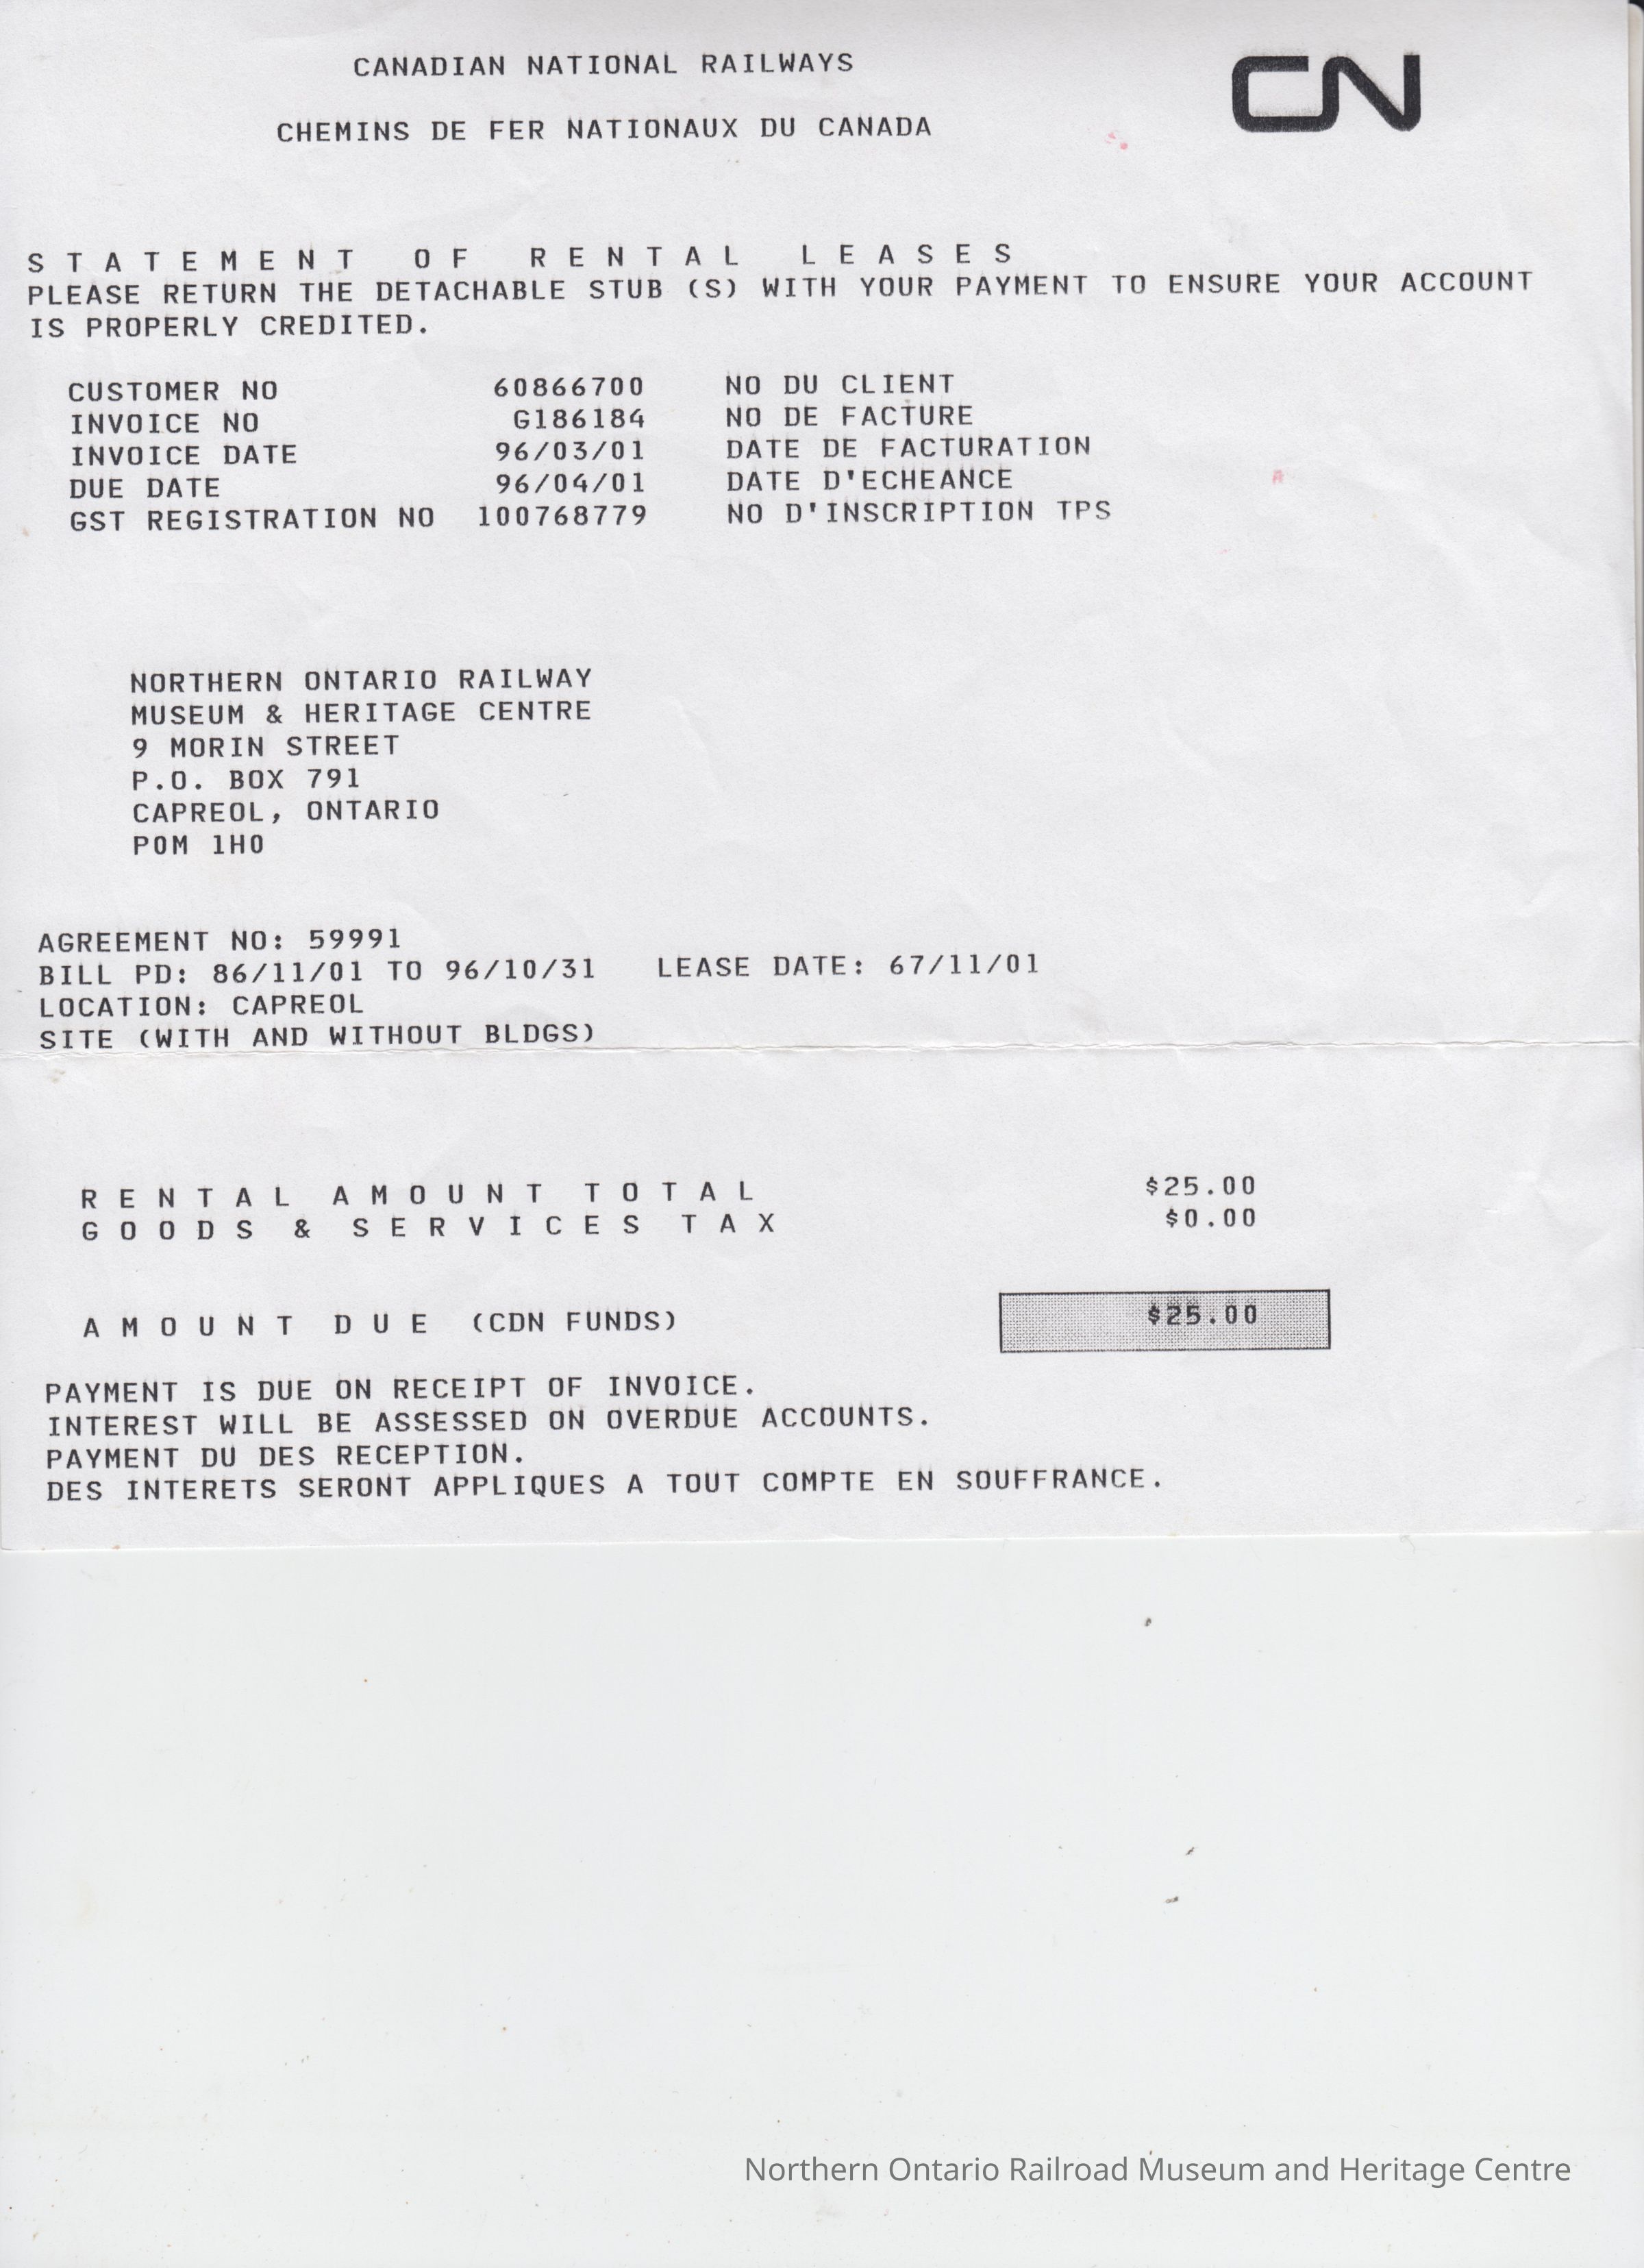 CANADIAN NATIONAL RAILWAYS
CN
CHEMINS DE FER NATIONAUX DU CANADA
STATEMENT OF RENTAL LEASES
PLEASE RETURN THE DETACHABLE STUB (S) WITH YOUR PAYMENT TO ENSURE YOUR ACCOUNT
IS PROPERLY CREDITED.
CUSTOMER NO 60866700 NO DU CLIENT
INVOICE NO G186184 NO DE FACTURE
INVOICE DATE 96/03/01 DATE DE FACTURATION
DUE DATE 96/04/01 DATE D'ECHEANCE
GST REGISTRATION NO 100768779 NO D'INSCRIPTION TPS
NORTHERN ONTARIO RAILWAY
MUSEUM & HERITAGE CENTRE
9 MORIN STREET
P.O. BOX 791
CAPREOL, ONTARIO
POM 1HO
AGREEMENT NO: 59991
BILL PD: 86/11/01 TO 96/10/31 LEASE DATE: 67/11/01
LOCATION: CAPREOL
SITE (WITH AND WITHOUT BLDGS)
RENTAL AMOUNT TOTAL $25.00
GOODS & SERVICES TAX $0.00
AMOUNT DUE (CDN FUNDS) $25.00
PAYMENT IS DUE ON RECEIPT OF INVOICE.
INTEREST WILL BE ASSESSED ON OVERDUE ACCOUNTS.
PAYMENT DU DES RECEPTION.
DES INTERETS SERONT APPLIQUES A TOUT COMPTE EN SOUFFRANCE.
Northern Ontario Railroad Museum and Heritage Centre